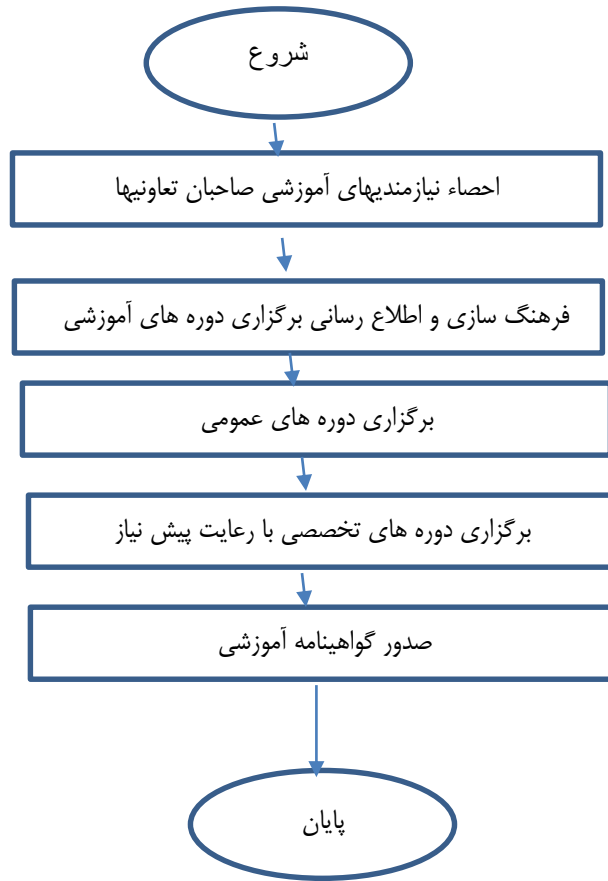 شروع
احصاء نیازمندیهای آموزشی صاحبان تعاونیها
فرهنگ سازی و اطلاع رسانی برگزاری دوره های آموزشی
برگزاری دوره های عمومی
برگزاری دوره های تخصصی با رعایت پیش نیاز
صدور گواهینامه آموزشی
پایان